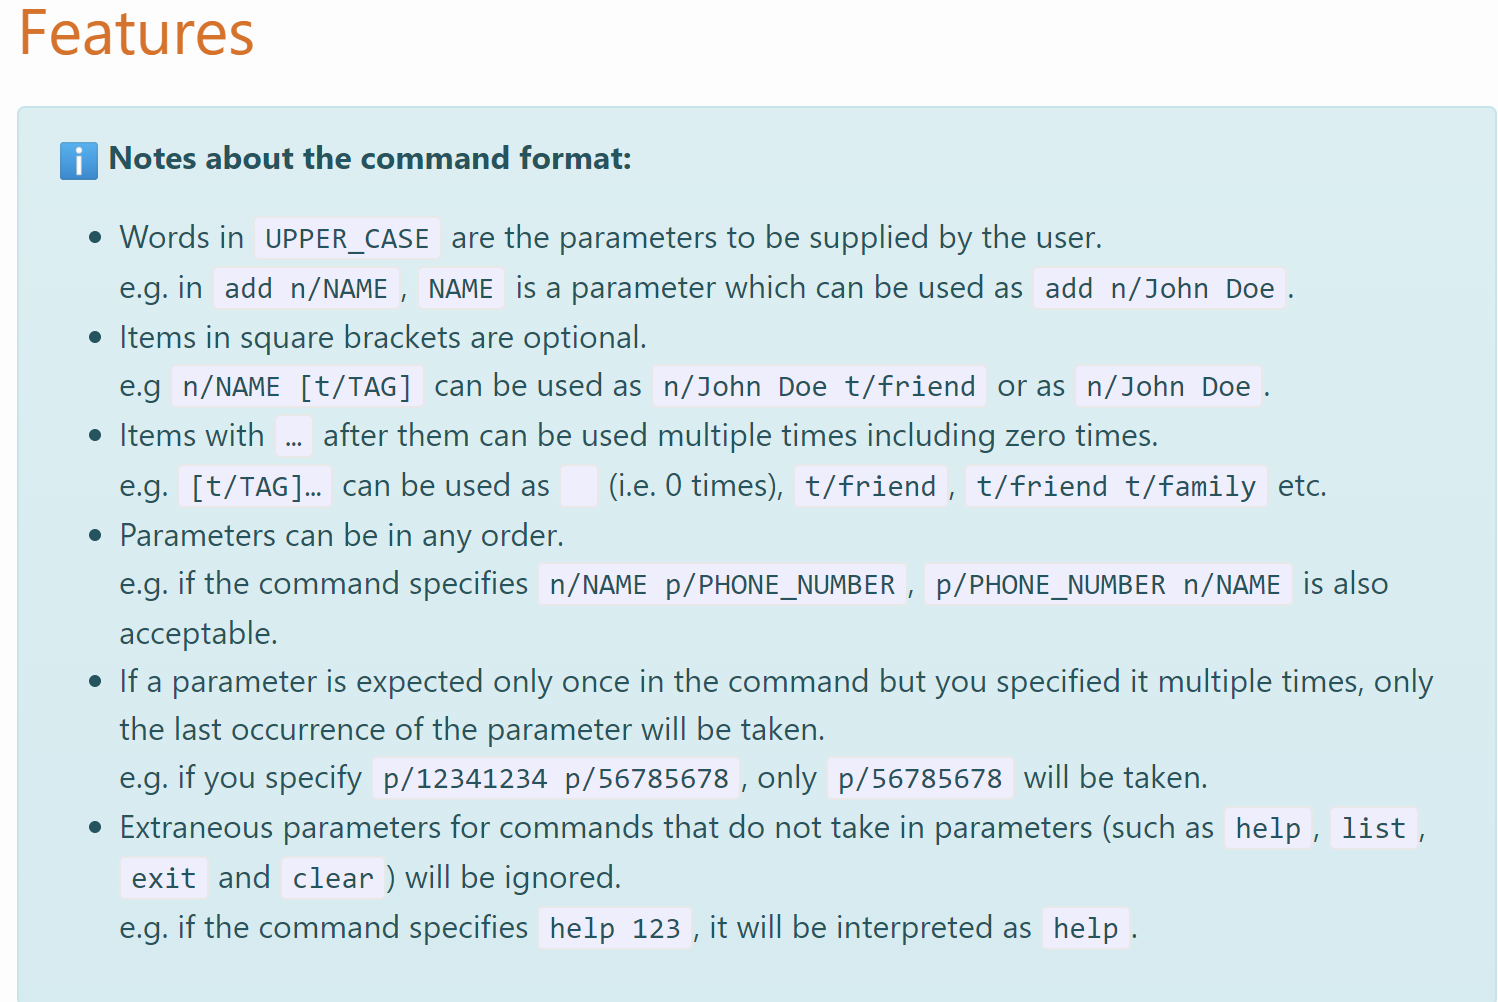 Features
Notes about the command format:
Words in UPPER_CASE are the parameters to be supplied by the user.
e.g. in add n/NAME, NAME is a parameter which can be used as add n/John Doe.
Items in square brackets are optional.
e.g n/NAME [t/TAG] can be used as n/John Doe t/friend or as n/John Doe.
Items with … after them can be used multiple times including zero times.
e.g. [t/TAG]… can be used as   (i.e. 0 times), t/friend, t/friend t/family etc.
Parameters can be in any order.
e.g. if the command specifies n/NAME p/PHONE_NUMBER, p/PHONE_NUMBER n/NAME is also
acceptable.
If a parameter is expected only once in the command but you specified it multiple times, only
the last occurrence of the parameter will be taken.
e.g. if you specify p/12341234 p/56785678, only p/56785678 will be taken.
Extraneous parameters for commands that do not take in parameters (such as help, list,
exit and clear) will be ignored.
e.g. if the command specifies help 123, it will be interpreted as help.